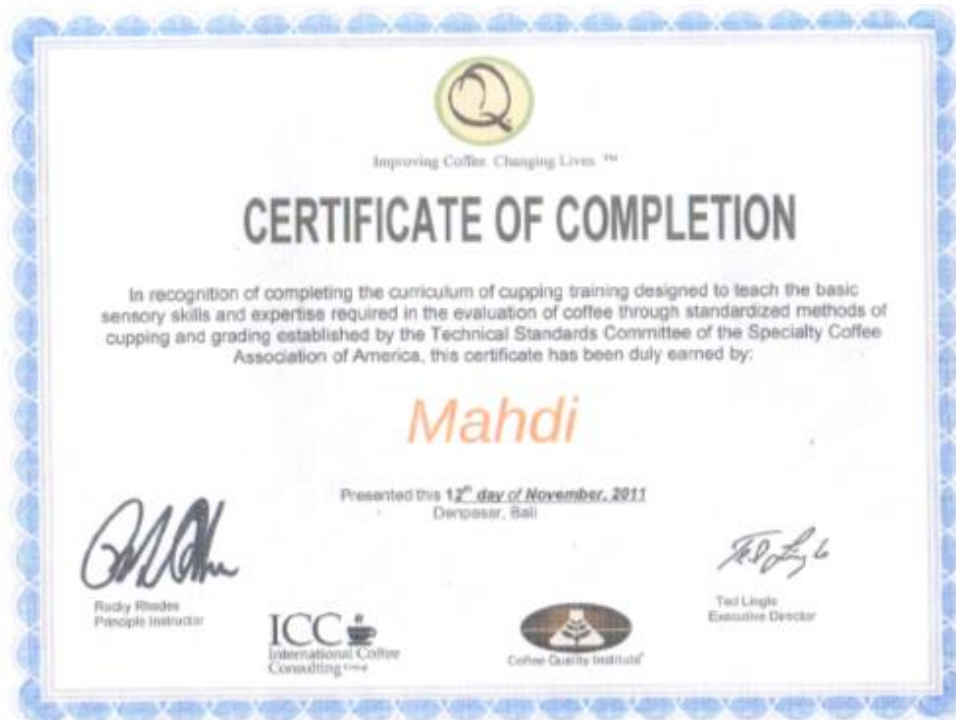 Q
Improving Coffee. Changing Lives. ™
CERTIFICATE OF COMPLETION
In recognition of completing the curriculum of cupping training designed to teach the basic
sensory skills and expertise required in the evaluation of coffee through standardized methods of
cupping and grading established by the Technical Standards Committee of the Specialty Coffee
Association of America, this certificate has been duly earned by:
Mahdi
Presented this 12th day of November, 2011
Denpasar, Bali
Rocky Rhodes
Principle Instructor
Ted Lingle
Ted Lingle
Executive Director
ICC
International Coffee
Consulting Group
Coffee Quality Institute